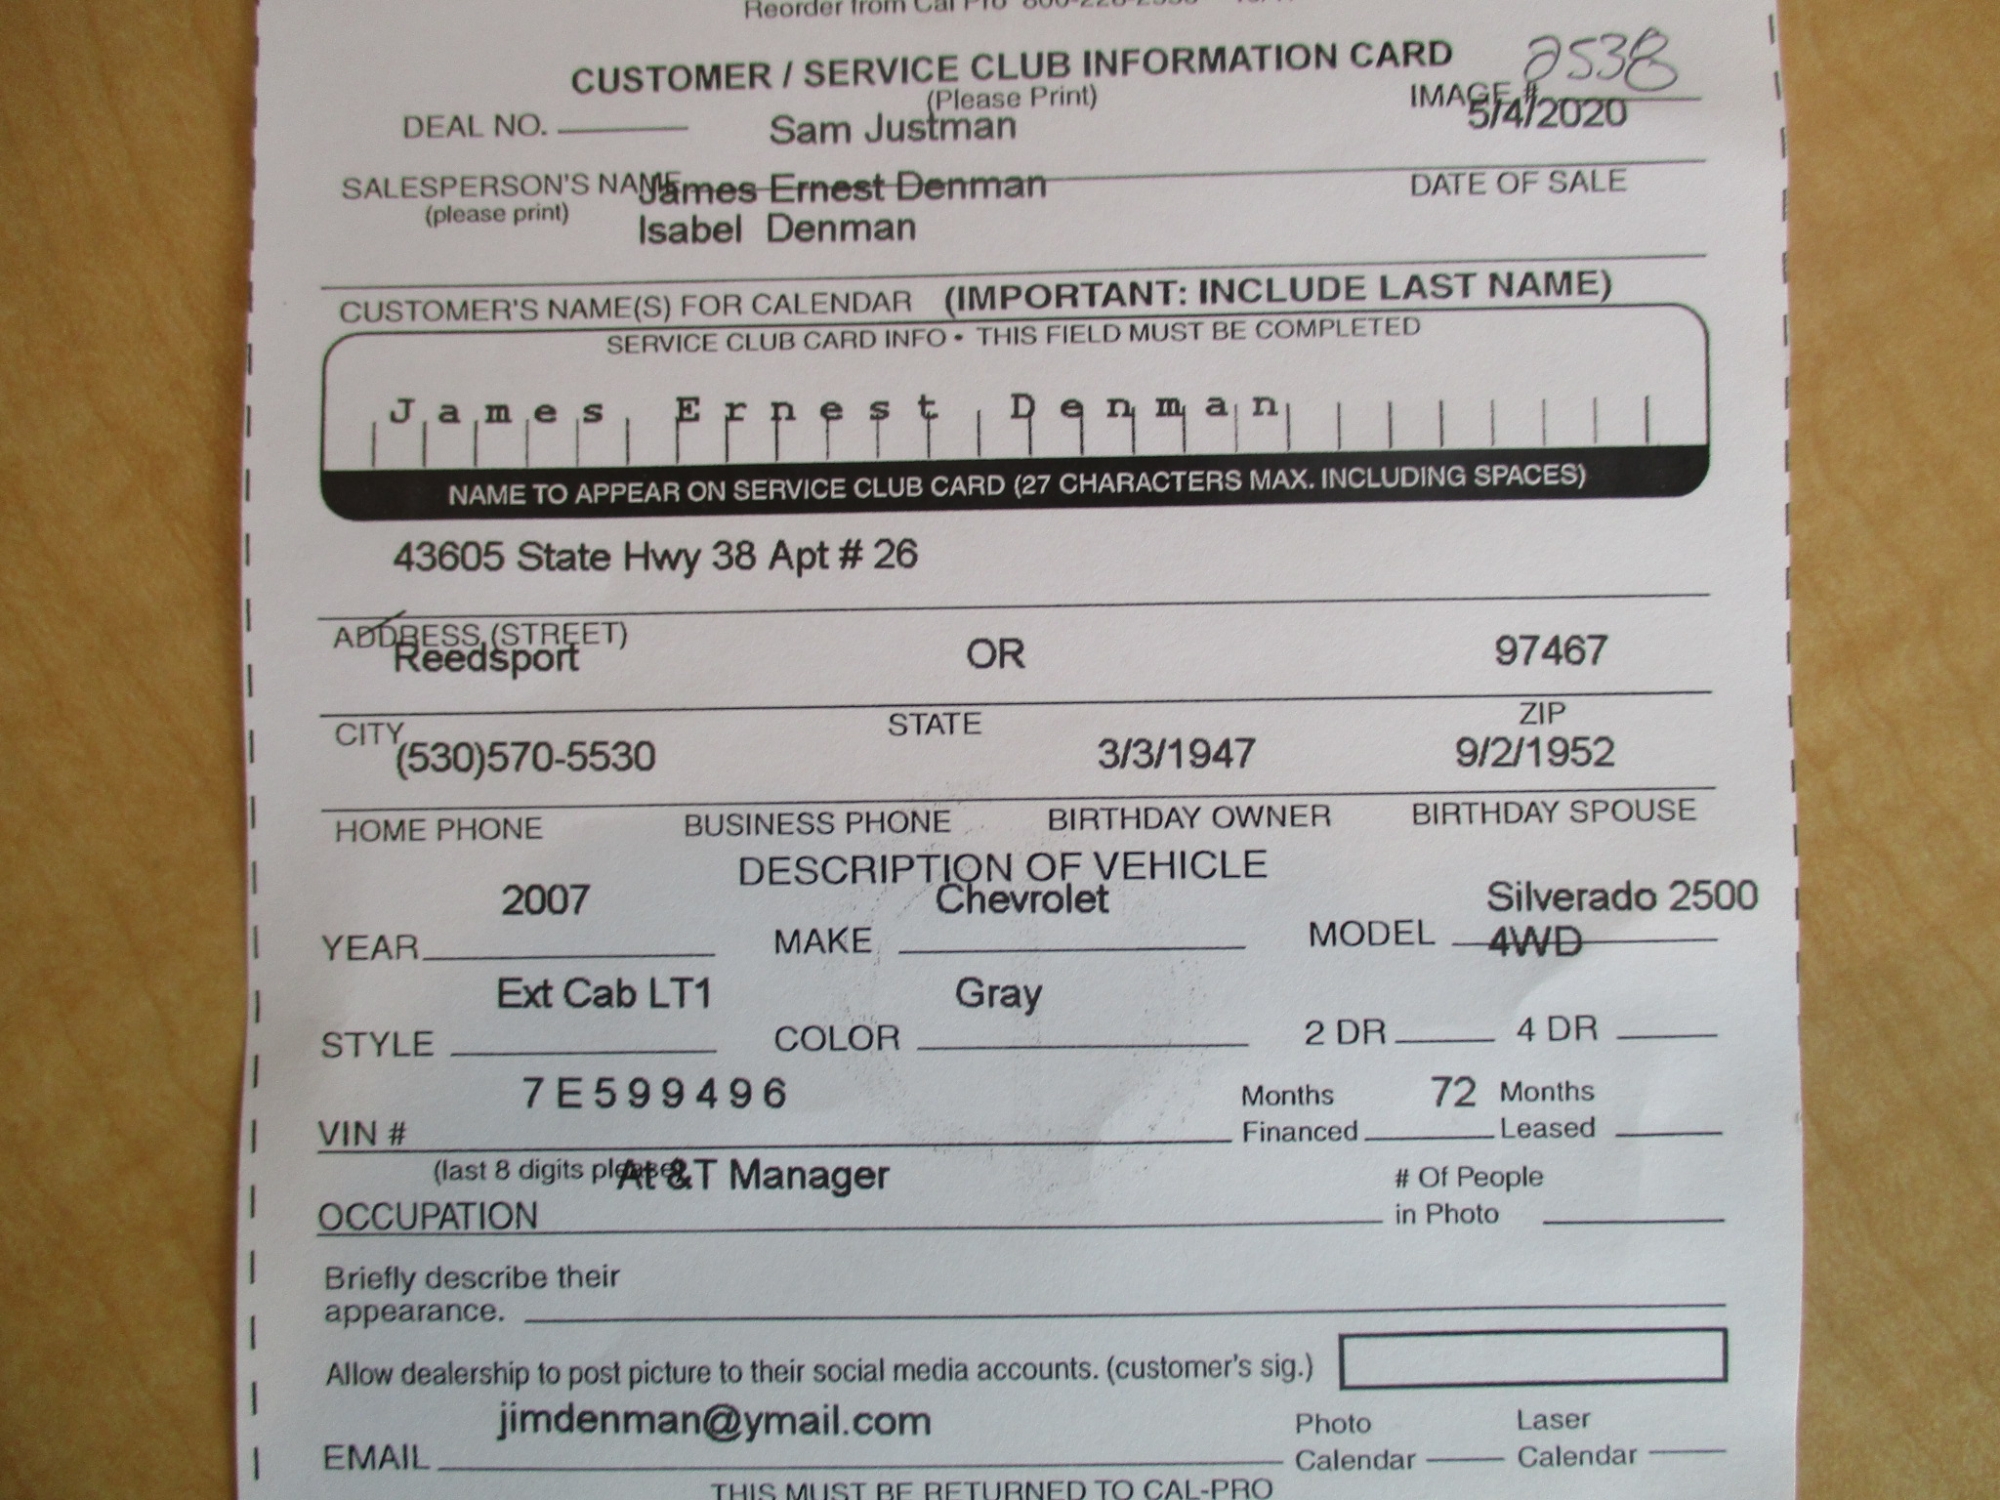 Reorder from Cal Pro
CUSTOMER / SERVICE CLUB INFORMATION CARD 2538
(Please Print) IMAGE #
DEAL NO. Sam Justman 5/4/2020
SALESPERSON'S NAME James Ernest Denman DATE OF SALE
(please print) Isabel Denman
CUSTOMER'S NAME(S) FOR CALENDAR (IMPORTANT: INCLUDE LAST NAME)
SERVICE CLUB CARD INFO • THIS FIELD MUST BE COMPLETED
James Ernest Denman
NAME TO APPEAR ON SERVICE CLUB CARD (27 CHARACTERS MAX. INCLUDING SPACES)
43605 State Hwy 38 Apt # 26
ADDRESS (STREET)
Reedsport OR 97467
CITY STATE ZIP
(530)570-5530 3/3/1947 9/2/1952
HOME PHONE BUSINESS PHONE BIRTHDAY OWNER BIRTHDAY SPOUSE
DESCRIPTION OF VEHICLE
2007 Chevrolet Silverado 2500
YEAR MAKE MODEL 4WD
Ext Cab LT1 Gray
STYLE COLOR 2 DR 4 DR
7E599496 Months 72 Months
VIN # Financed Leased
(last 8 digits please) At &T Manager # Of People
OCCUPATION in Photo
Briefly describe their
appearance.
Allow dealership to post picture to their social media accounts. (customer's sig.)
jimdenman@ymail.com Photo Laser
EMAIL Calendar Calendar
THIS MUST BE RETURNED TO CAL-PRO